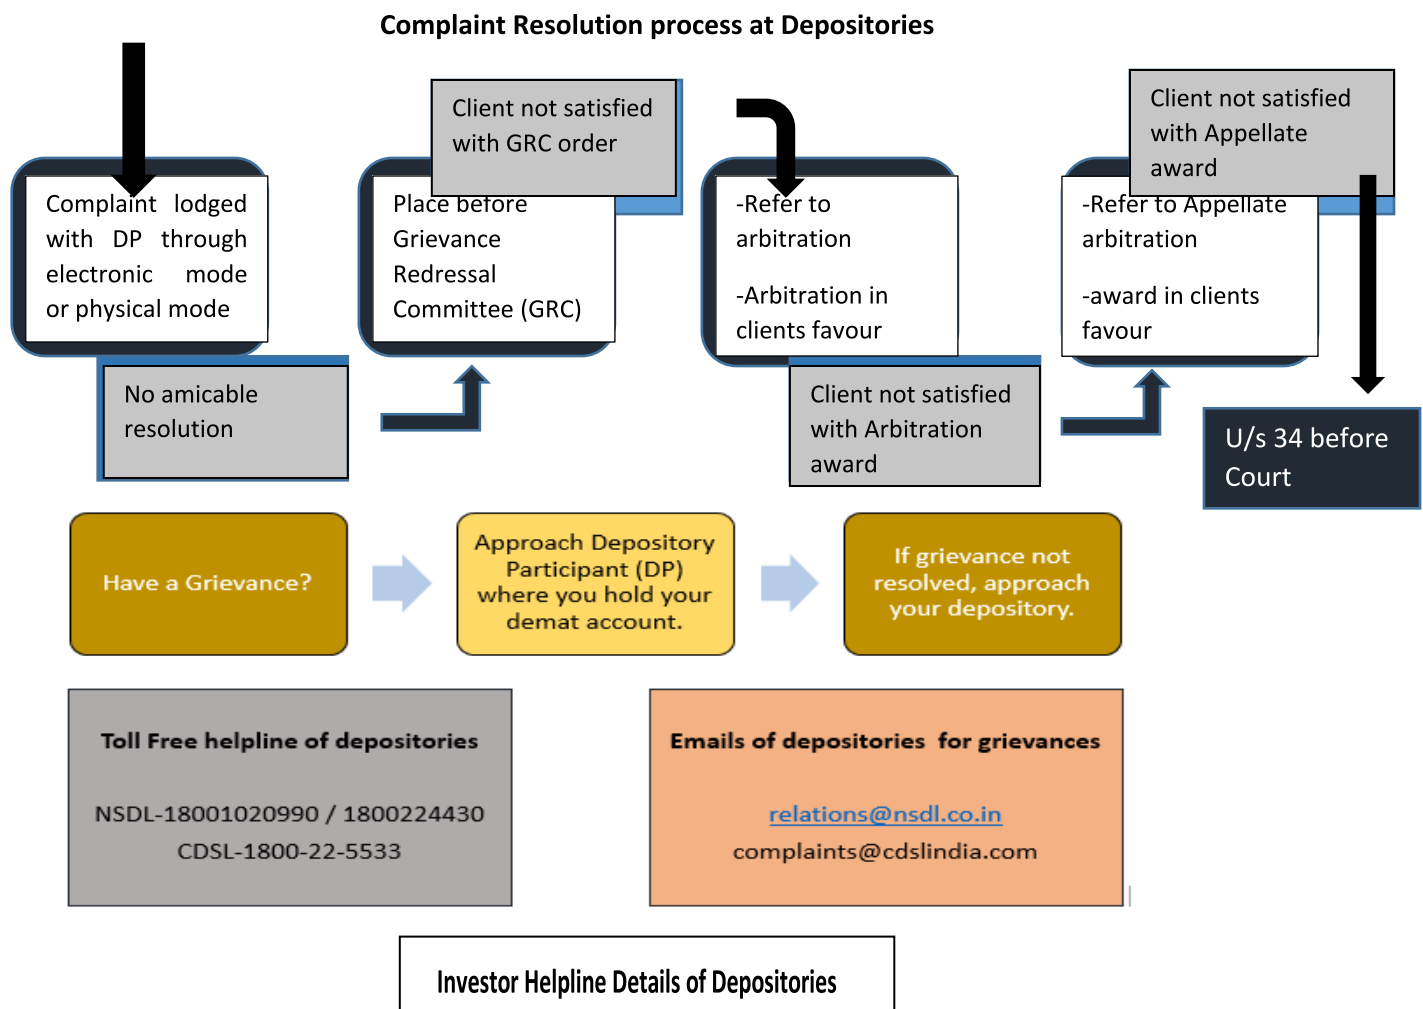 Complaint Resolution process at Depositories
Complaint lodged
with DP through
electronic mode
or physical mode
No amicable
resolution
Client not satisfied
with GRC order
Place before
Grievance
Redressal
Committee (GRC)
-Refer to
arbitration
-Arbitration in
clients favour
Client not satisfied
with Arbitration
award
Client not satisfied
with Appellate
award
-Refer to Appellate
arbitration
-award in clients
favour
U/s 34 before
Court
Have a Grievance?
Approach Depository
Participant (DP)
where you hold your
demat account.
If grievance not
resolved, approach
your depository.
Toll Free helpline of depositories
NSDL-18001020990 / 1800224430
CDSL-1800-22-5533
Emails of depositories for grievances
relations@nsdl.co.in
complaints@cdslindia.com
Investor Helpline Details of Depositories